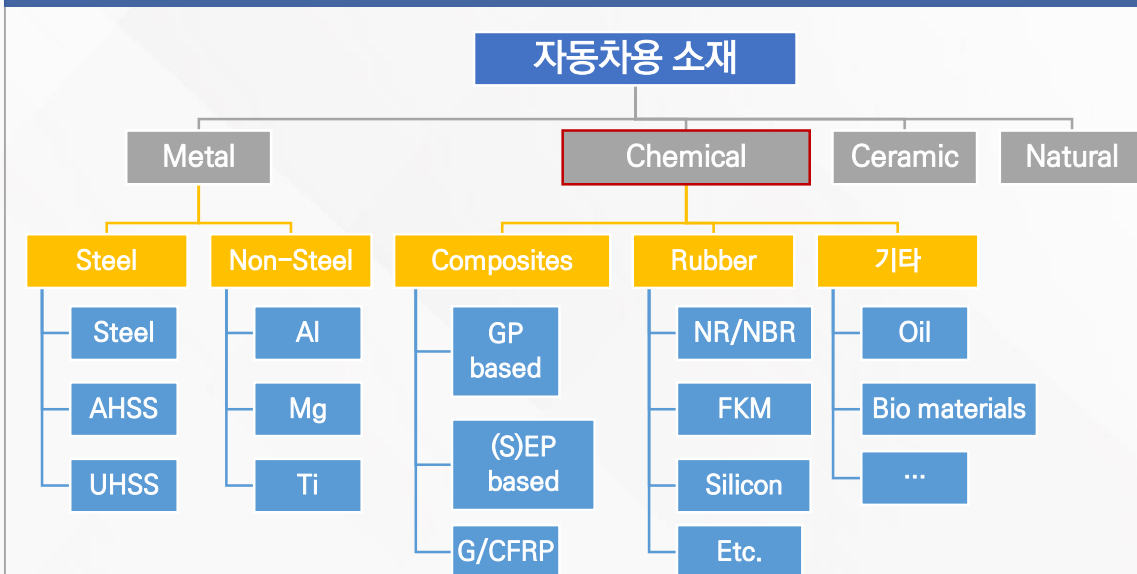 자동차용 소재
Metal
Chemical
Ceramic
Natural
Steel
Non-Steel
Composites
Rubber
기타
Steel
Al
GP
based
NR/NBR
Oil
AHSS
Mg
(S)EP
based
FKM
Bio materials
UHSS
Ti
G/CFRP
Silicon
...
Etc.